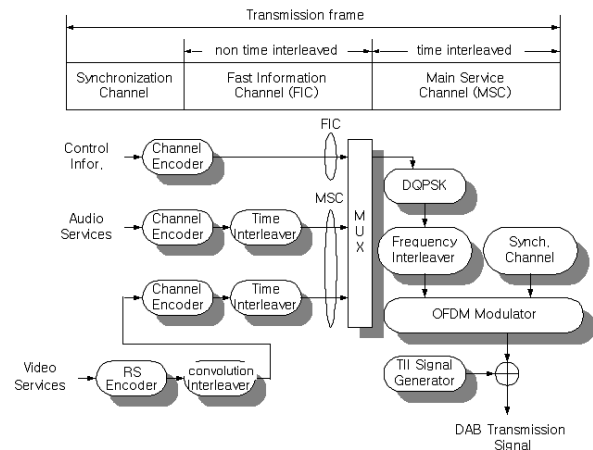 Transmission frame
non time interleaved
time interleaved
Synchronization
Channel
Fast Information
Channel (FIC)
Main Service
Channel (MSC)
FIC
Control
Infor.
Channel
Encoder
DQPSK
MSC
M
U
X
Audio
Services
Channel
Encoder
Time
Interleaver
Frequency
Interleaver
Synch.
Channel
Channel
Encoder
Time
Interleaver
OFDM Modulator
Video
Services
RS
Encoder
convolution
Interleaver
TII Signal
Generator
DAB Transmission
Signal